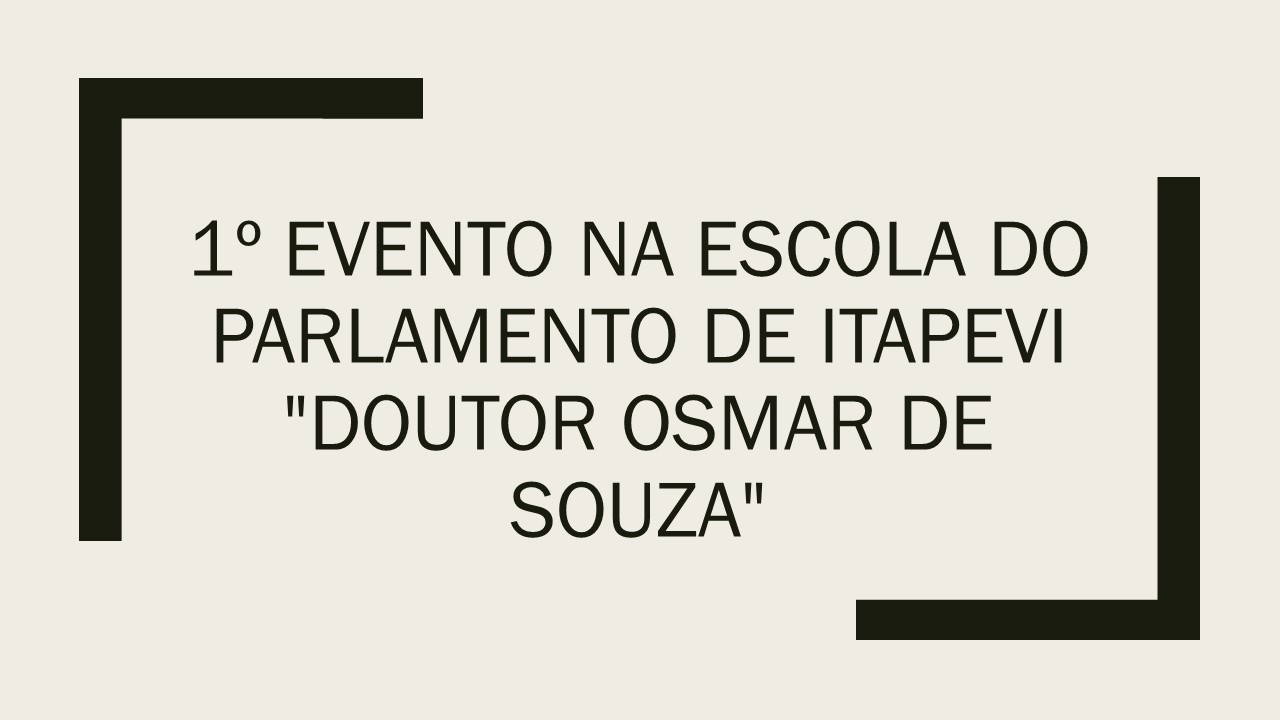 1º EVENTO NA ESCOLA DO
PARLAMENTO DE ITAPEVI
"DOUTOR OSMAR DE
SOUZA"